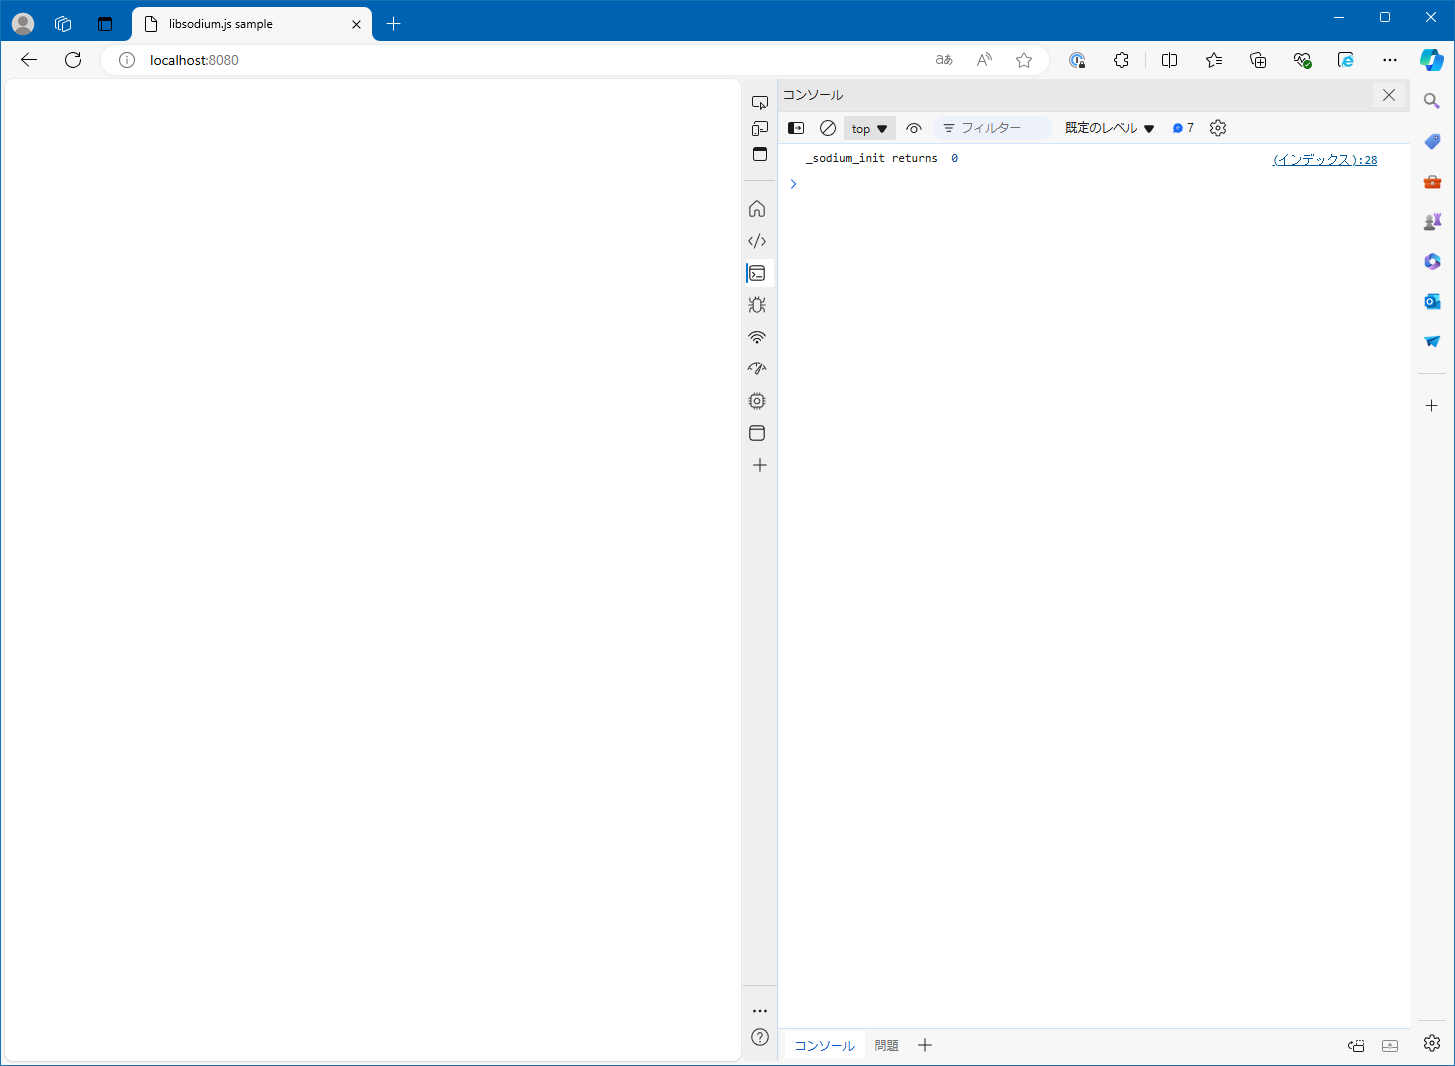 libsodium.js sample
localhost:8080
aあ
コンソール
top
フィルター
既定のレベル
7
_sodium_init returns 0
(インデックス):28
コンソール
問題